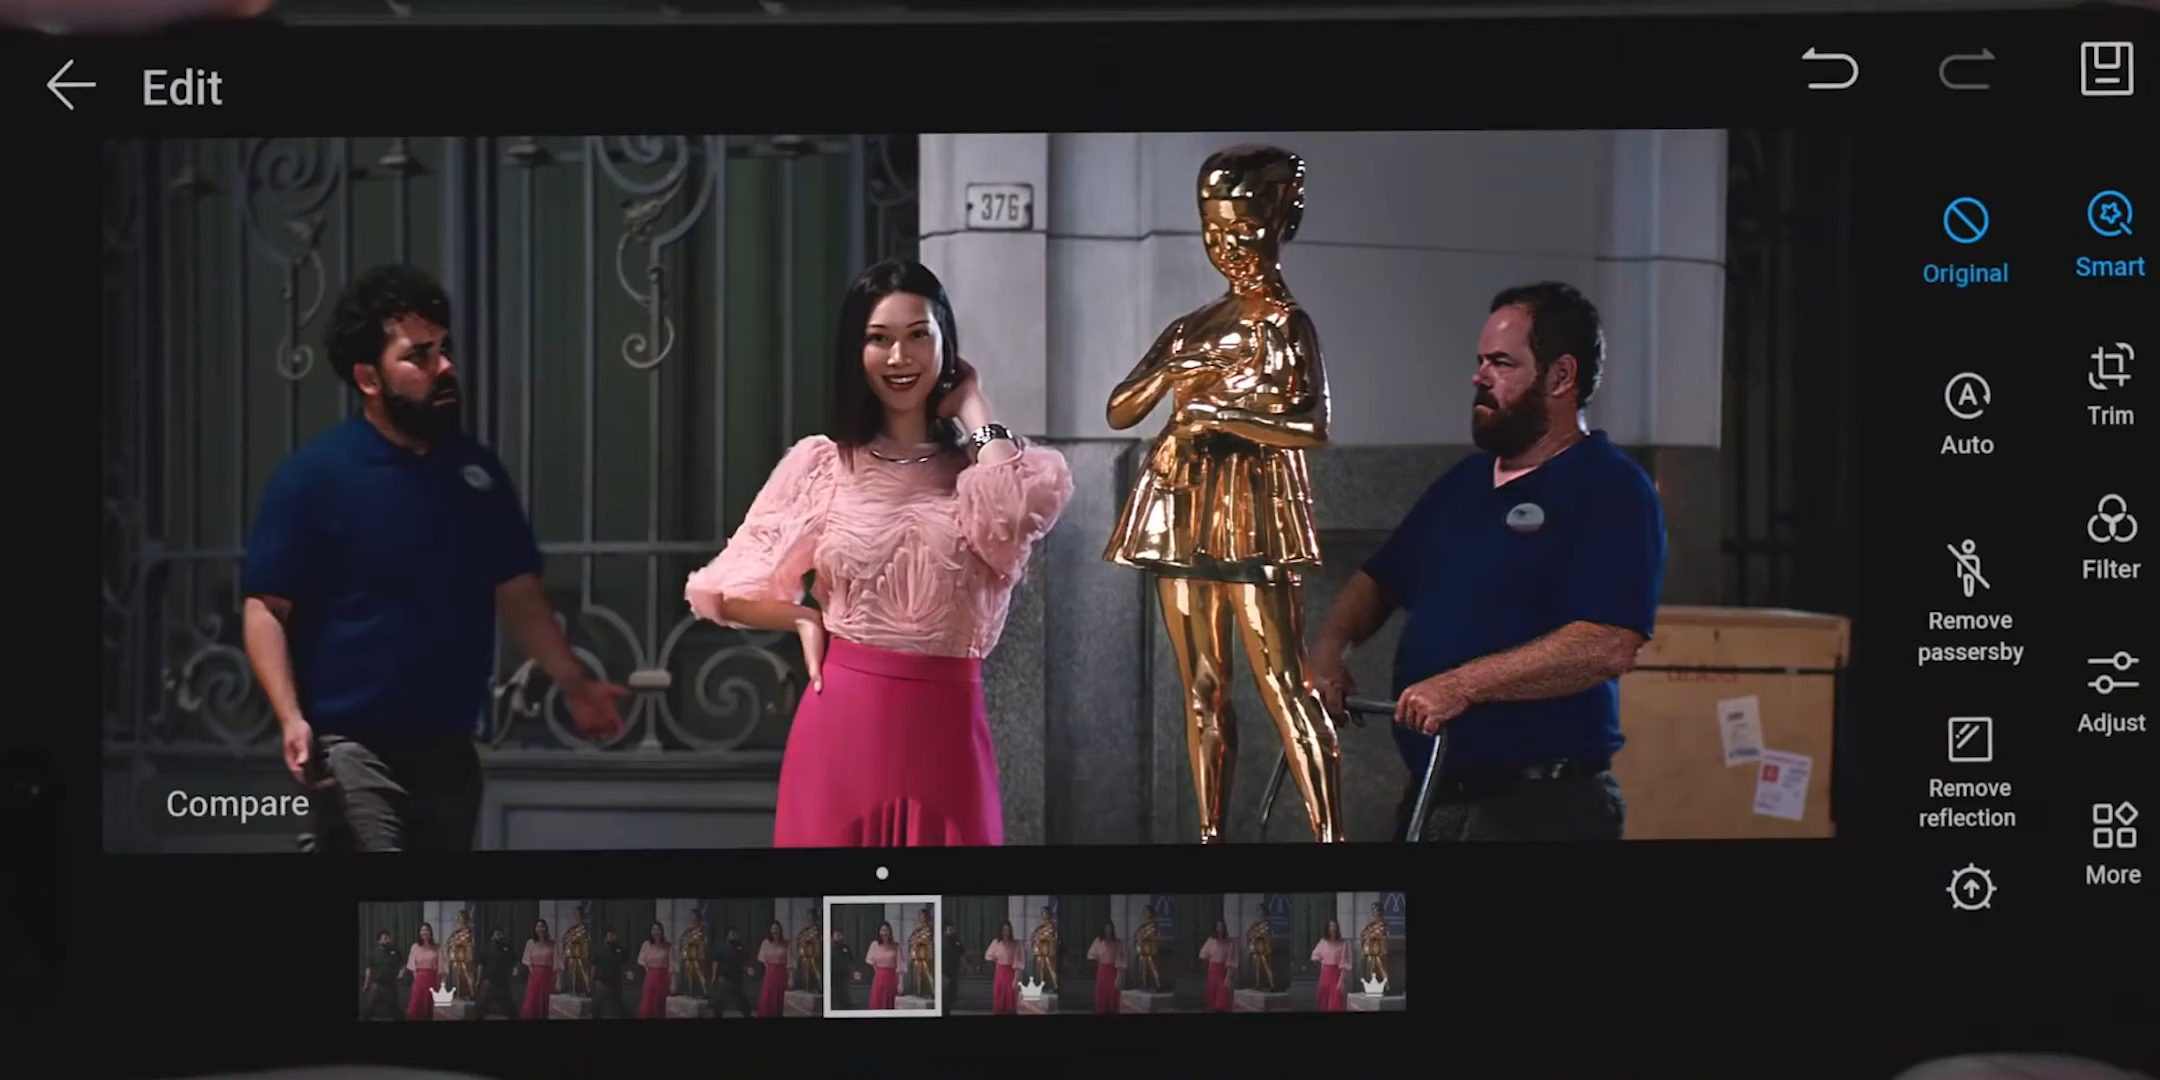 Edit
376
Original
Smart
Auto
Trim
Remove
passersby
Filter
Remove
reflection
Adjust
More
Compare